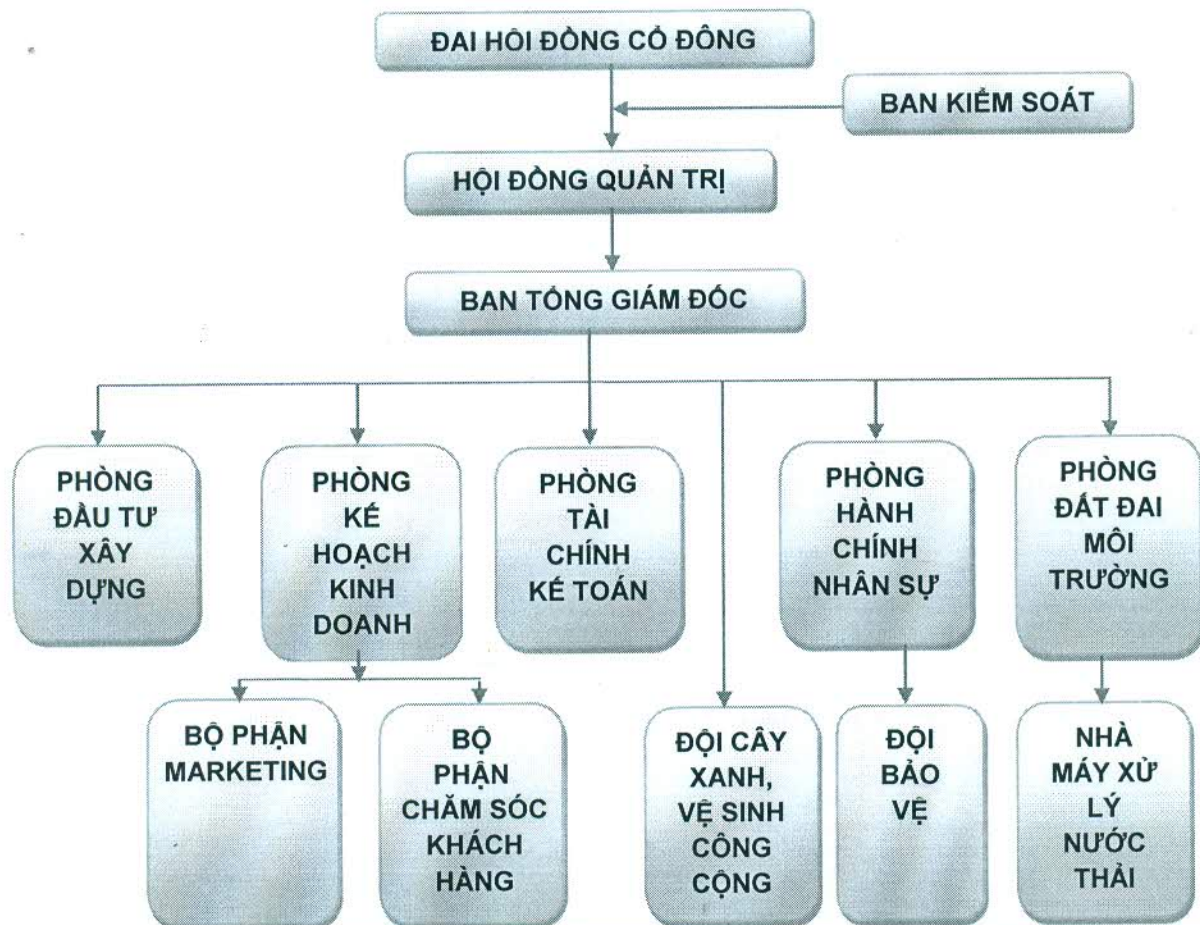 ĐAI HÔI ĐỒNG CỔ ĐÔNG
BAN KIỂM SOÁT
HỘI ĐỒNG QUẢN TRỊ
BAN TỔNG GIÁM ĐỐC
PHÒNG
ĐẦU TƯ
XÂY
DỰNG
PHÒNG
KẾ
HOẠCH
KINH
DOANH
PHÒNG
TÀI
CHÍNH
KẾ TOÁN
PHÒNG
HÀNH
CHÍNH
NHÂN SỰ
PHÒNG
ĐẤT ĐAI
MÔI
TRƯỜNG
BỘ PHẬN
MARKETING
BỘ
PHẬN
CHĂM SÓC
KHÁCH
HÀNG
ĐỘI CÂY
XANH,
VỆ SINH
CÔNG
CỘNG
ĐỘI
BẢO
VỆ
NHÀ
MÁY XỬ
LÝ
NƯỚC
THẢI